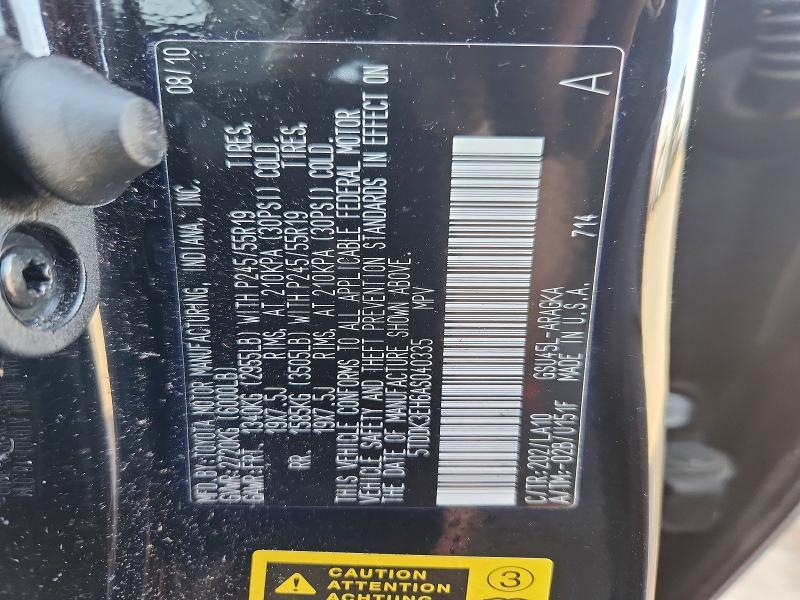 MFD.BY:TOYOTA MOTOR MANUFACTURING, INDIANA, INC. 08/10
GVWR:2720KG (6000LB)
GAWR:FRT. 1340KG (2955LB) WITH P245/55R19 TIRES,
19X7.5J RIMS, AT 210KPA (30PSI) COLD.
RR. 1585KG (3505LB) WITH P245/55R19 TIRES,
19X7.5J RIMS, AT 210KPA (30PSI) COLD.
THIS VEHICLE CONFORMS TO ALL APPLICABLE FEDERAL MOTOR
VEHICLE SAFETY AND THEFT PREVENTION STANDARDS IN EFFECT ON
THE DATE OF MANUFACTURE SHOWN ABOVE.
5TDDK3EH6AS040335 MPV
C/TR:202/LA10 GSU45L-ARAGKA
A/TM:-02B/U151F MADE IN U.S.A. 714
A
CAUTION
ATTENTION
3